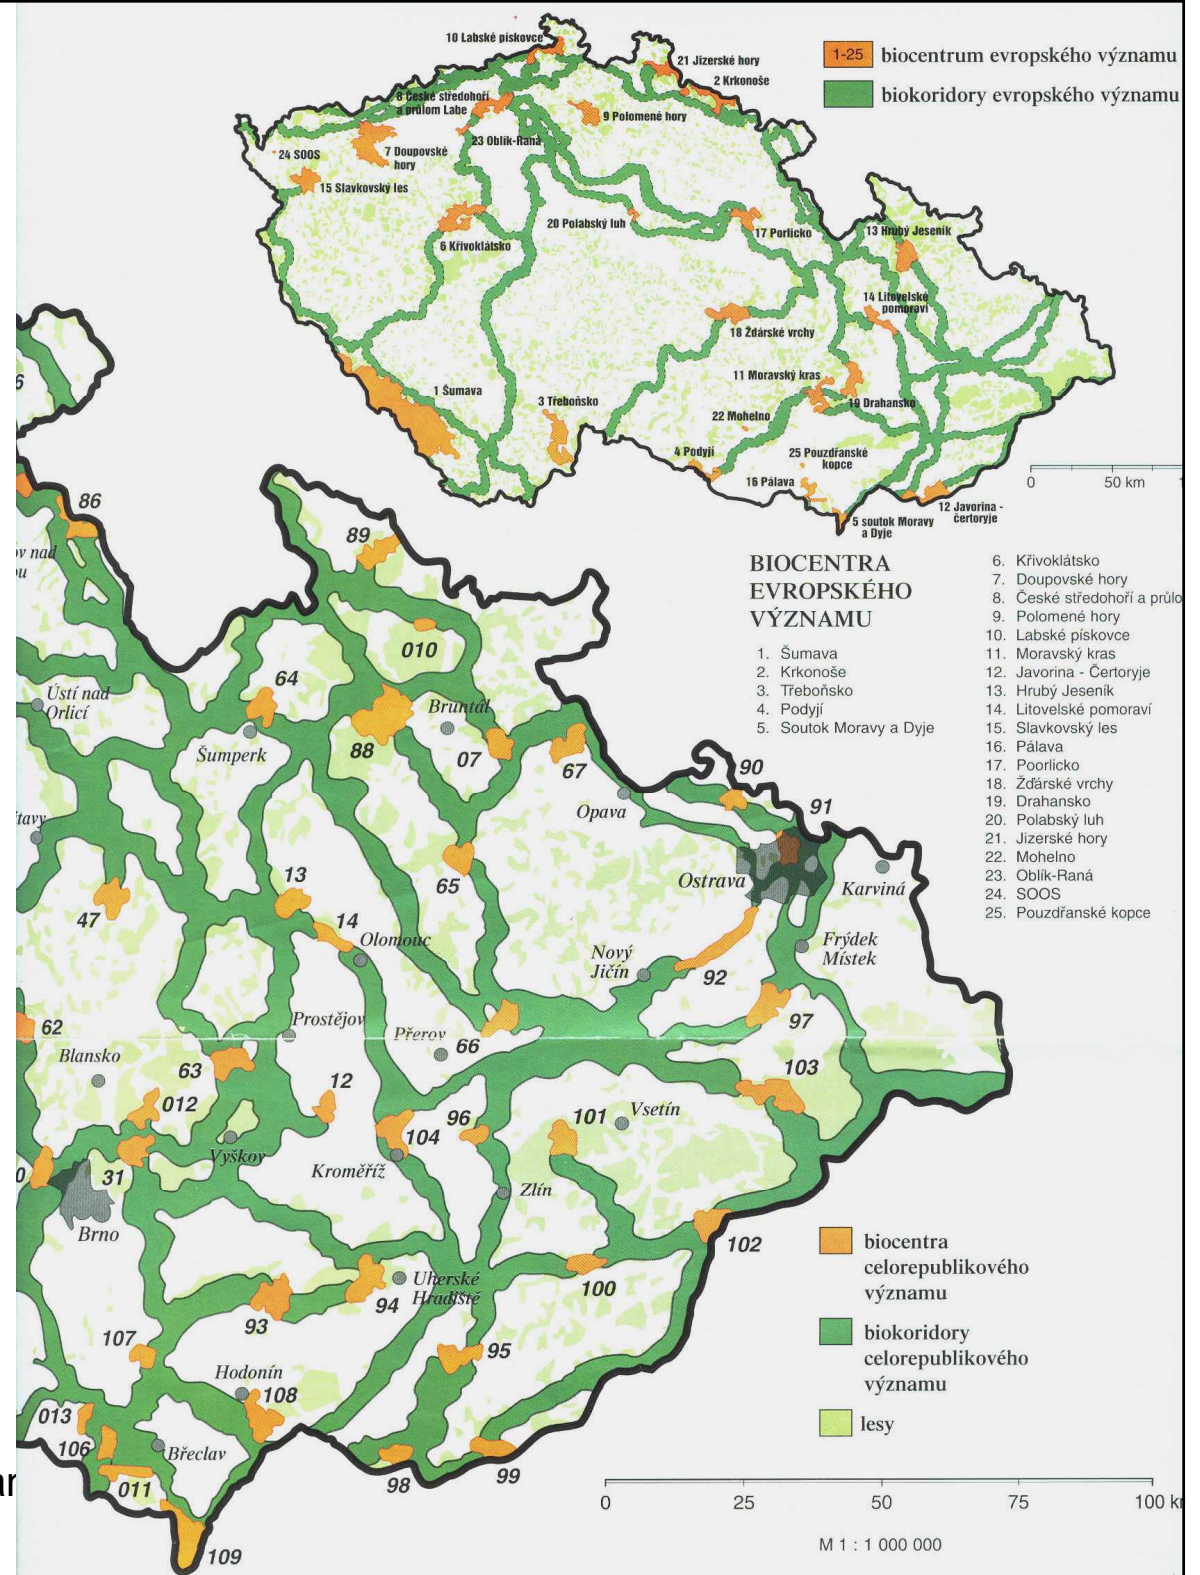 10 Labské pískovce
21 Jizerské hory
2 Krkonoše
8 České středohoří
a průlom Labe
9 Polomené hory
23 Oblík-Raná
24 SOOS
7 Doupovské
hory
15 Slavkovský les
20 Polabský luh
17 Porlicko
6 Křivoklátsko
13 Hrubý Jeseník
14 Litovelské
pomoraví
18 Ždárské vrchy
11 Moravský kras
1 Šumava
3 Třeboňsko
19 Drahansko
22 Mohelno
4 Podyjí
25 Pouzdřanské
kopce
16 Pálava
12 Javorina -
čertoryje
5 soutok Moravy
a Dyje
1-25 biocentrum evropského významu
biokoridory evropského významu
0 50 km
BIOCENTRA
EVROPSKÉHO
VÝZNAMU
1. Šumava
2. Krkonoše
3. Třeboňsko
4. Podyjí
5. Soutok Moravy a Dyje
6. Křivoklátsko
7. Doupovské hory
8. České středohoří a průlo
9. Polomené hory
10. Labské pískovce
11. Moravský kras
12. Javorina - Čertoryje
13. Hrubý Jeseník
14. Litovelské pomoraví
15. Slavkovský les
16. Pálava
17. Poorlicko
18. Žďárské vrchy
19. Drahansko
20. Polabský luh
21. Jizerské hory
22. Mohelno
23. Oblík-Raná
24. SOOS
25. Pouzdřanské kopce
6
86
89
ov nad
ou
010
64
Ústí nad
Orlicí
Bruntál
Šumperk
88
07
67
90
Opava
91
itavy
13
65
Ostrava
Karviná
47
14
Olomouc
Nový
Jičín
Frýdek
Místek
92
62
Prostějov
Přerov
66
97
Blansko
63
103
012
12
96
101
Vsetín
104
Vyškov
0
31
Kroměříž
Zlín
Brno
102
Uherské
Hradiště
100
94
93
107
95
Hodonín
108
013
106
Břeclav
011
98
99
109
biocentra
celorepublikového
významu
biokoridory
celorepublikového
významu
lesy
0 25 50 75 100 k
M 1 : 1 000 000